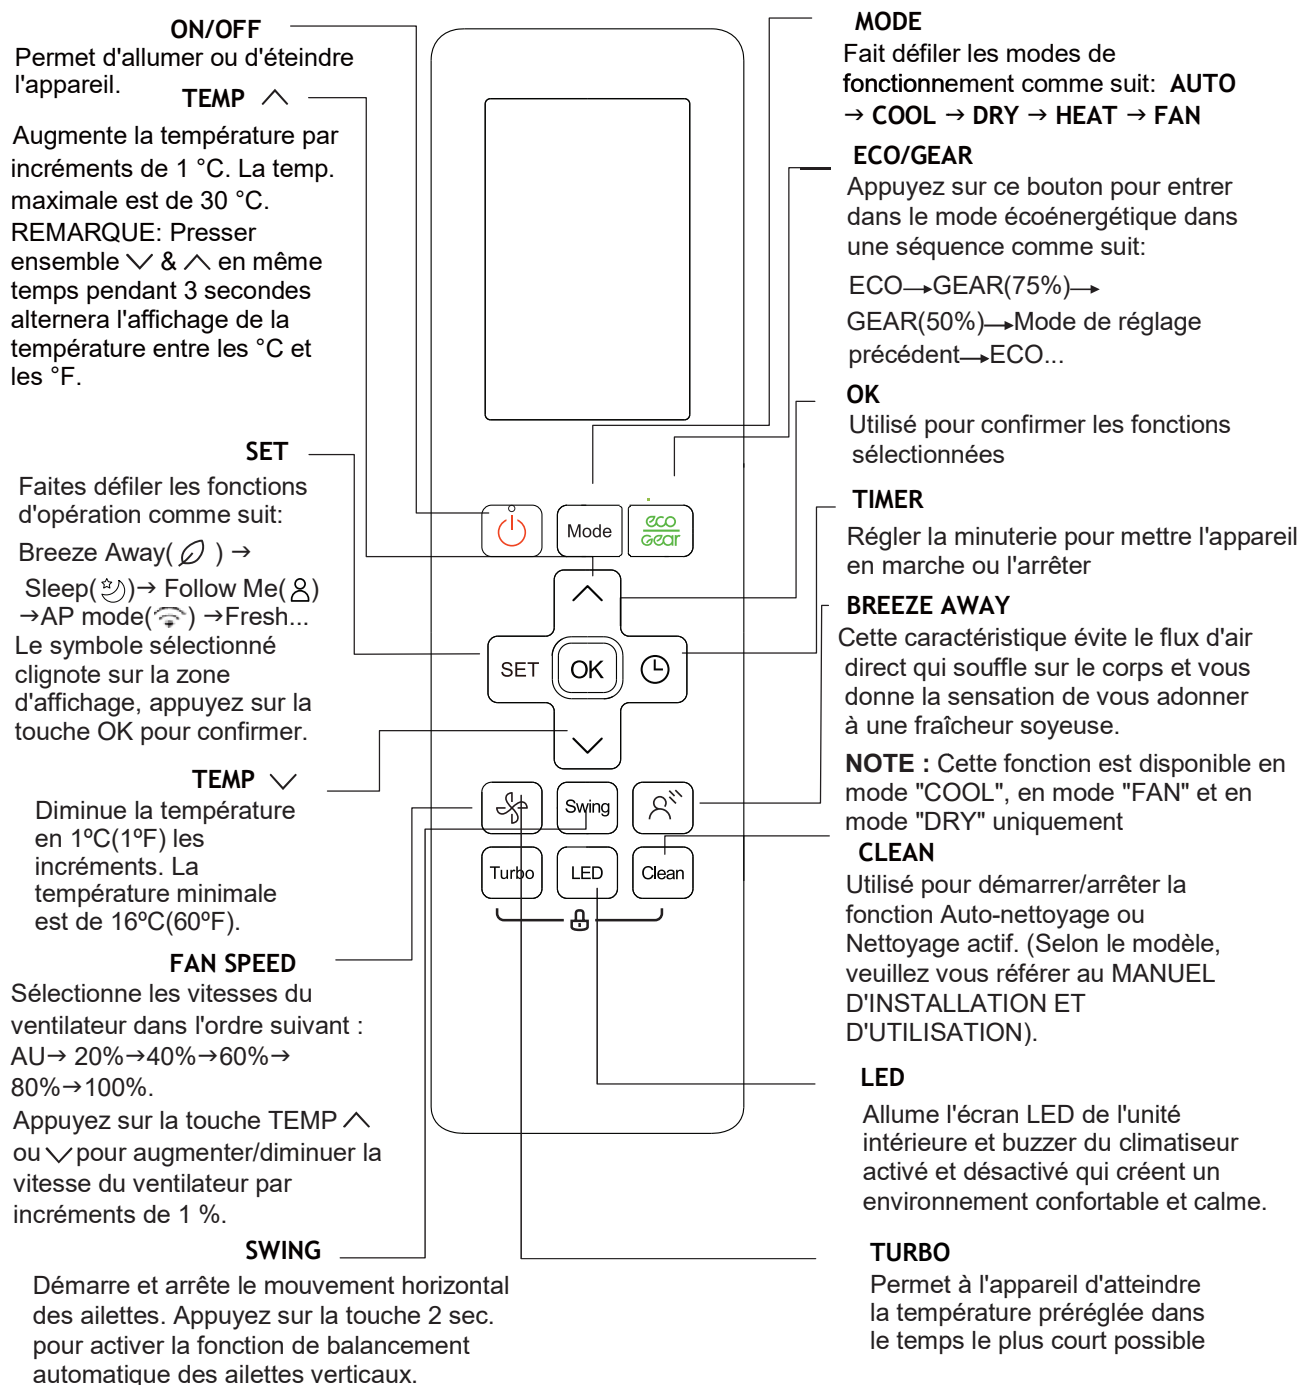 ON/OFF
Permet d'allumer ou d'éteindre
l'appareil.
TEMP
Augmente la température par
incréments de 1 °C. La temp.
maximale est de 30 °C.
REMARQUE: Presser
ensemble & en même
temps pendant 3 secondes
alternera l'affichage de la
température entre les °C et
les °F.
SET
Faites défiler les fonctions
d'opération comme suit:
Breeze Away( ) →
Sleep( )→ Follow Me( )
→AP mode( ) →Fresh...
Le symbole sélectionné
clignote sur la zone
d'affichage, appuyez sur la
touche OK pour confirmer.
TEMP
Diminue la température
en 1ºC(1ºF) les
incréments. La
température minimale
est de 16ºC(60ºF).
FAN SPEED
Sélectionne les vitesses du
ventilateur dans l'ordre suivant :
AU→ 20%→40%→60%→
80%→100%.
Appuyez sur la touche TEMP
ou pour augmenter/diminuer la
vitesse du ventilateur par
incréments de 1 %.
SWING
Démarre et arrête le mouvement horizontal
des ailettes. Appuyez sur la touche 2 sec.
pour activer la fonction de balancement
automatique des ailettes verticaux.
Mode
eco
Gear
SET
OK
Swing
Turbo
LED
Clean
MODE
Fait défiler les modes de
fonctionnement comme suit: AUTO
→ COOL → DRY → HEAT → FAN
ECO/GEAR
Appuyez sur ce bouton pour entrer
dans le mode écoénergétique dans
une séquence comme suit:
ECO→GEAR(75%)→
GEAR(50%)→Mode de réglage
précédent→ECO...
OK
Utilisé pour confirmer les fonctions
sélectionnées
TIMER
Régler la minuterie pour mettre l'appareil
en marche ou l'arrêter
BREEZE AWAY
Cette caractéristique évite le flux d'air
direct qui souffle sur le corps et vous
donne la sensation de vous adonner
à une fraîcheur soyeuse.
NOTE : Cette fonction est disponible en
mode "COOL", en mode "FAN" et en
mode "DRY" uniquement
CLEAN
Utilisé pour démarrer/arrêter la
fonction Auto-nettoyage ou
Nettoyage actif. (Selon le modèle,
veuillez vous référer au MANUEL
D'INSTALLATION ET
D'UTILISATION).
LED
Allume l'écran LED de l'unité
intérieure et buzzer du climatiseur
activé et désactivé qui créent un
environnement confortable et calme.
TURBO
Permet à l'appareil d'atteindre
la température préréglée dans
le temps le plus court possible